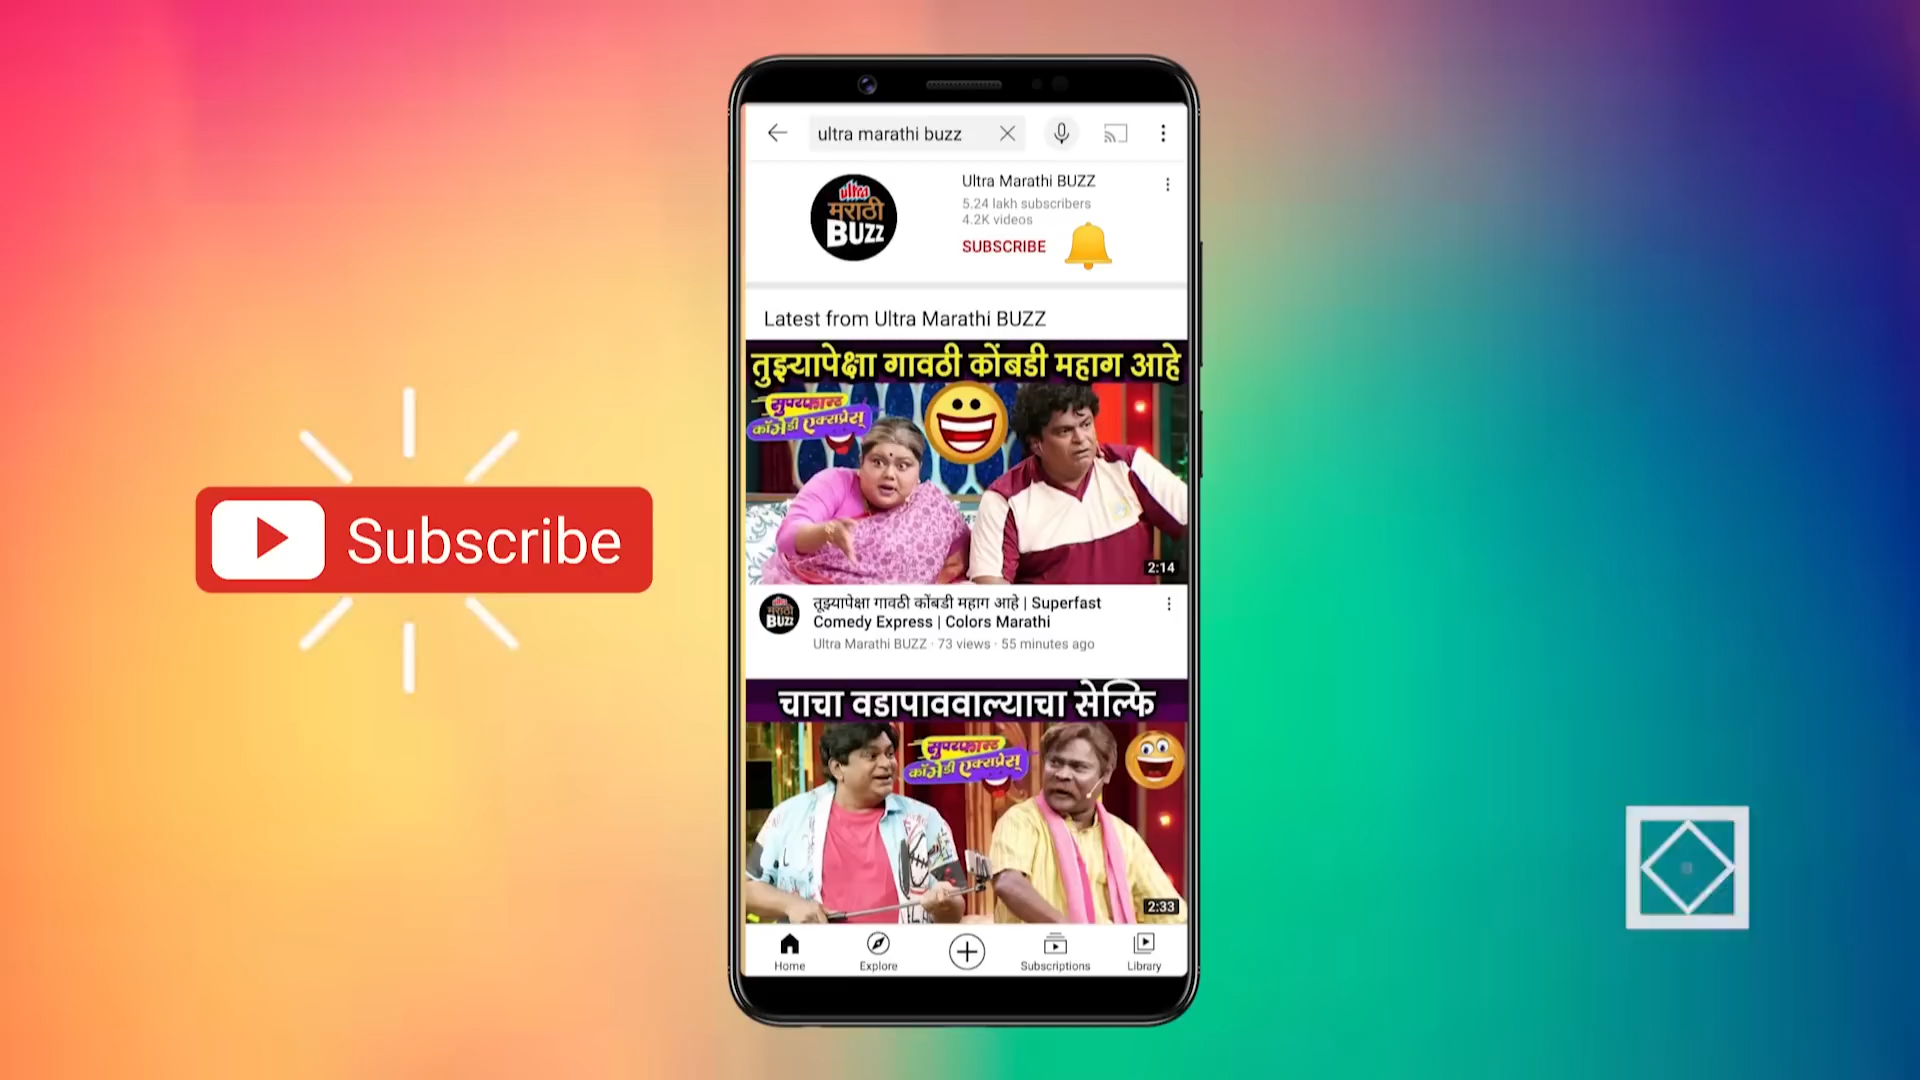 ultra marathi buzz
ultra
मराठी
BUZZ
Ultra Marathi BUZZ
5.24 lakh subscribers
4.2K videos
SUBSCRIBE
Latest from Ultra Marathi BUZZ
तुझ्यापेक्षा गावठी कोंबडी महाग आहे
सुपरफास्ट
कॉमेडी एक्सप्रेस्
2:14
Subscribe
ultra
मराठी
BUZZ
तूझ्यापेक्षा गावठी कोंबडी महाग आहे | Superfast
Comedy Express | Colors Marathi
Ultra Marathi BUZZ · 73 views · 55 minutes ago
चाचा वडापाववाल्याचा सेल्फि
सुपरफास्ट
कॉमेडी एक्सप्रेस्
2:33
Home
Explore
Subscriptions
Library